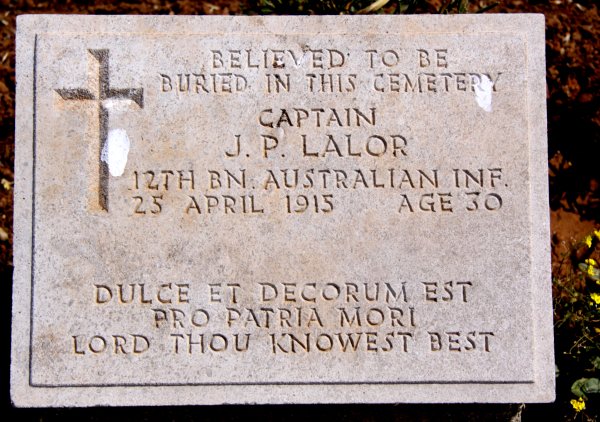 BELIEVED TO BE
BURIED IN THIS CEMETERY
CAPTAIN
J. P. LALOR
12TH BN. AUSTRALIAN INF.
25 APRIL 1915 AGE 30
DULCE ET DECORUM EST
PRO PATRIA MORI
LORD THOU KNOWEST BEST